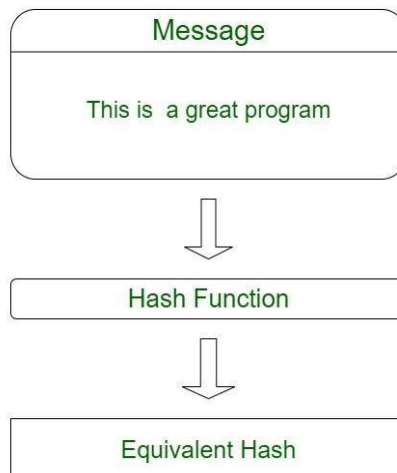 Message
This is  a great program
Hash Function
Equivalent Hash